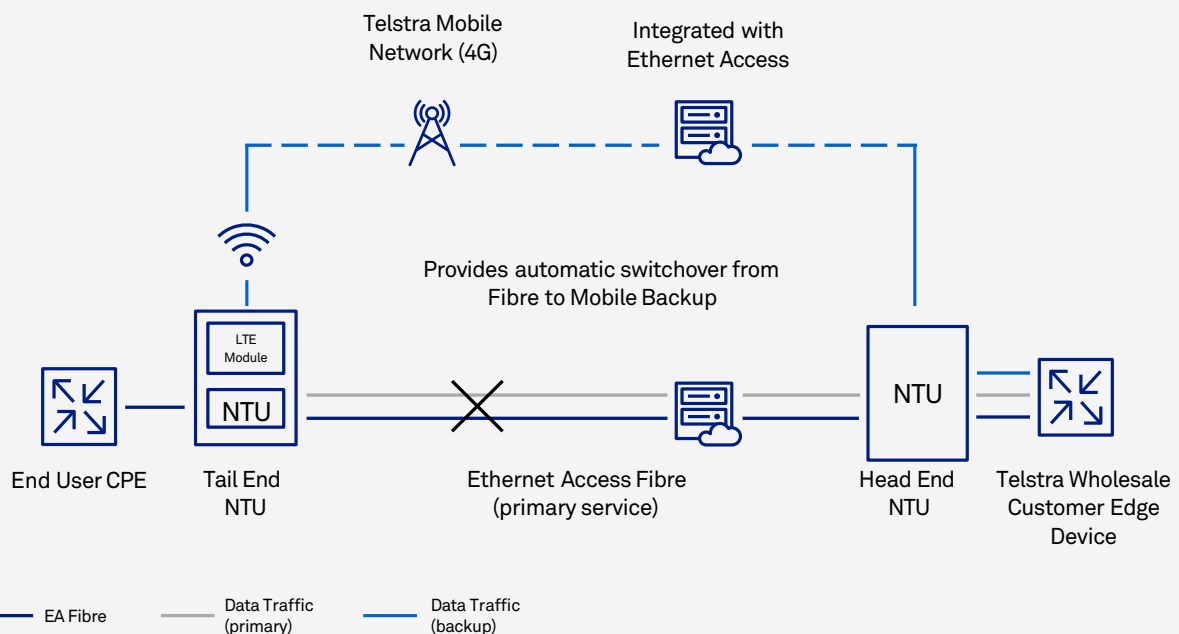 Telstra Mobile
Network (4G)
Integrated with
Ethernet Access
Provides automatic switchover from
Fibre to Mobile Backup
LTE
Module
NTU
NTU
End User CPE
Tail End
NTU
Ethernet Access Fibre
(primary service)
Head End
NTU
Telstra Wholesale
Customer Edge
Device
EA Fibre
Data Traffic
(primary)
Data Traffic
(backup)